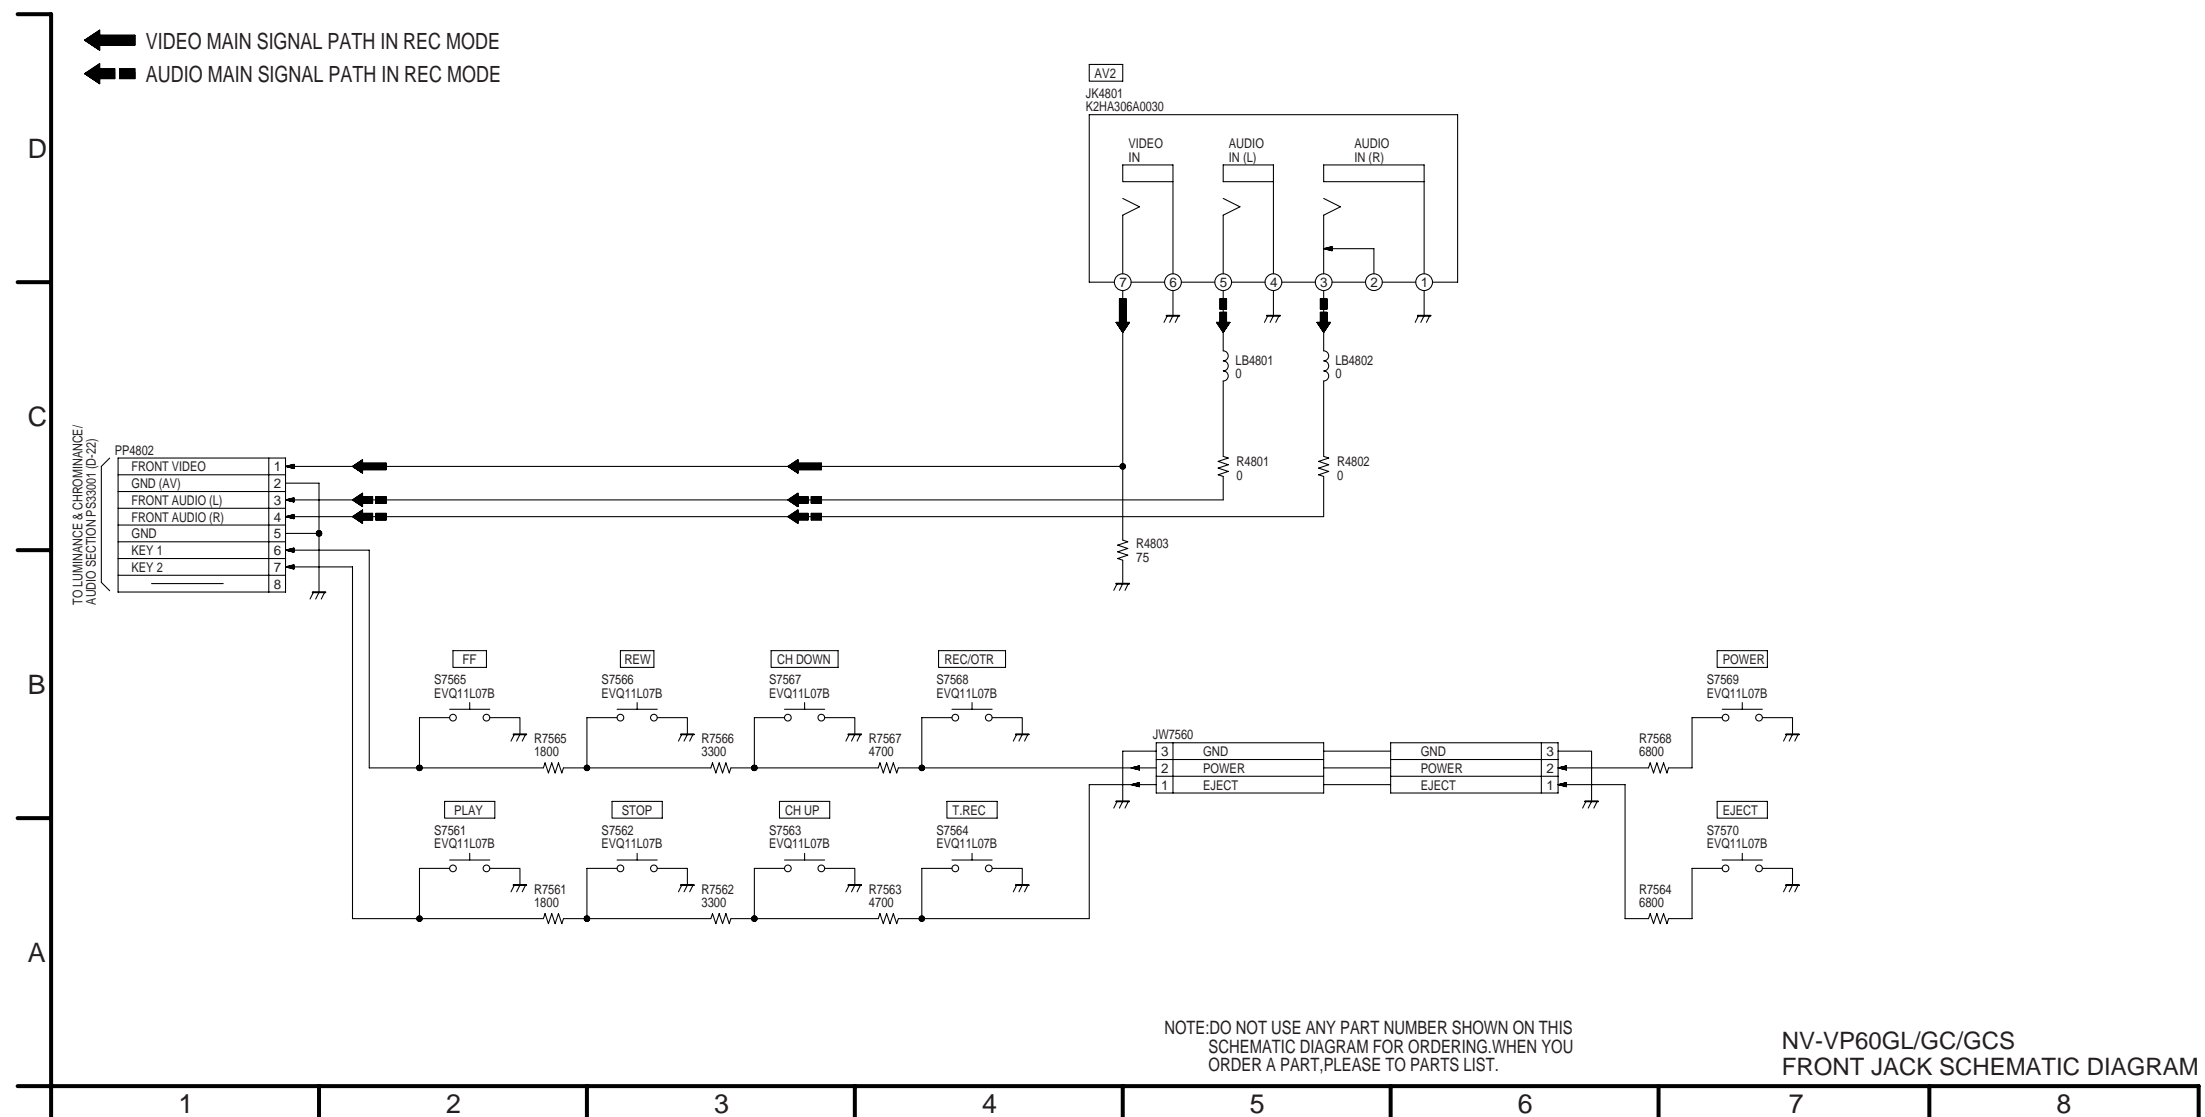 VIDEO MAIN SIGNAL PATH IN REC MODE
AUDIO MAIN SIGNAL PATH IN REC MODE
AV2
JK4801
K2HA306A0030
VIDEO
IN
AUDIO
IN (L)
AUDIO
IN (R)
7 6 5 4 3 2 1
D
C
B
A
LB4801
0
LB4802
0
R4801
0
R4802
0
R4803
75
TO LUMINANCE & CHROMINANCE/
AUDIO SECTION PS33001 (D-22)
PP4802
FRONT VIDEO 1
GND (AV) 2
FRONT AUDIO (L) 3
FRONT AUDIO (R) 4
GND 5
KEY 1 6
KEY 2 7
8
FF
S7565
EVQ11L07B
R7565
1800
REW
S7566
EVQ11L07B
R7566
3300
CH DOWN
S7567
EVQ11L07B
R7567
4700
REC/OTR
S7568
EVQ11L07B
JW7560
3 GND GND 3
2 POWER POWER 2
1 EJECT EJECT 1
R7568
6800
POWER
S7569
EVQ11L07B
PLAY
S7561
EVQ11L07B
R7561
1800
STOP
S7562
EVQ11L07B
R7562
3300
CH UP
S7563
EVQ11L07B
R7563
4700
T.REC
S7564
EVQ11L07B
R7564
6800
EJECT
S7570
EVQ11L07B
NOTE:DO NOT USE ANY PART NUMBER SHOWN ON THIS
SCHEMATIC DIAGRAM FOR ORDERING.WHEN YOU
ORDER A PART,PLEASE TO PARTS LIST.
NV-VP60GL/GC/GCS
FRONT JACK SCHEMATIC DIAGRAM
1 2 3 4 5 6 7 8